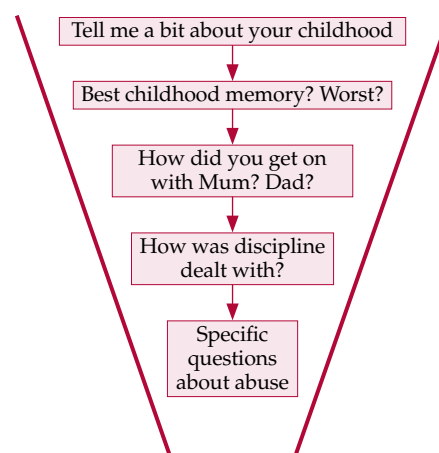 Tell me a bit about your childhood
Best childhood memory? Worst?
How did you get on
with Mum? Dad?
How was discipline
dealt with?
Specific
questions
about abuse